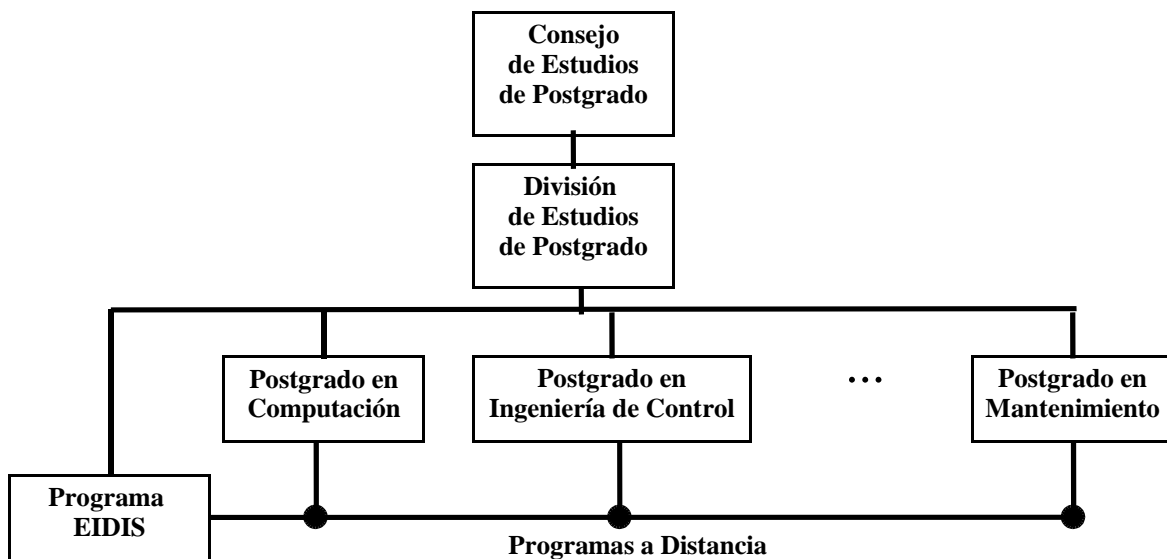 Consejo
de Estudios
de Postgrado
División
de Estudios
de Postgrado
Postgrado en
Computación
Postgrado en
Ingeniería de Control
...
Postgrado en
Mantenimiento
Programa
EIDIS
Programas a Distancia